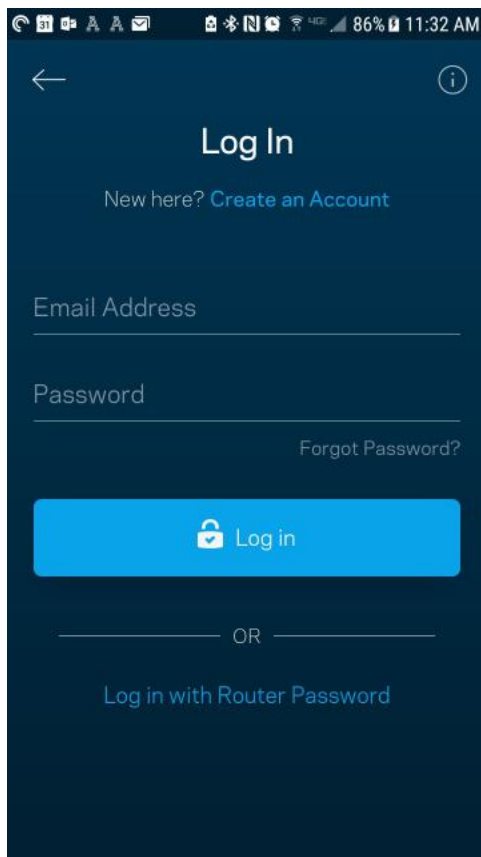 31 86% 11:32 AM
Log In
New here? Create an Account
Email Address
Password
Forgot Password?
Log in
OR
Log in with Router Password